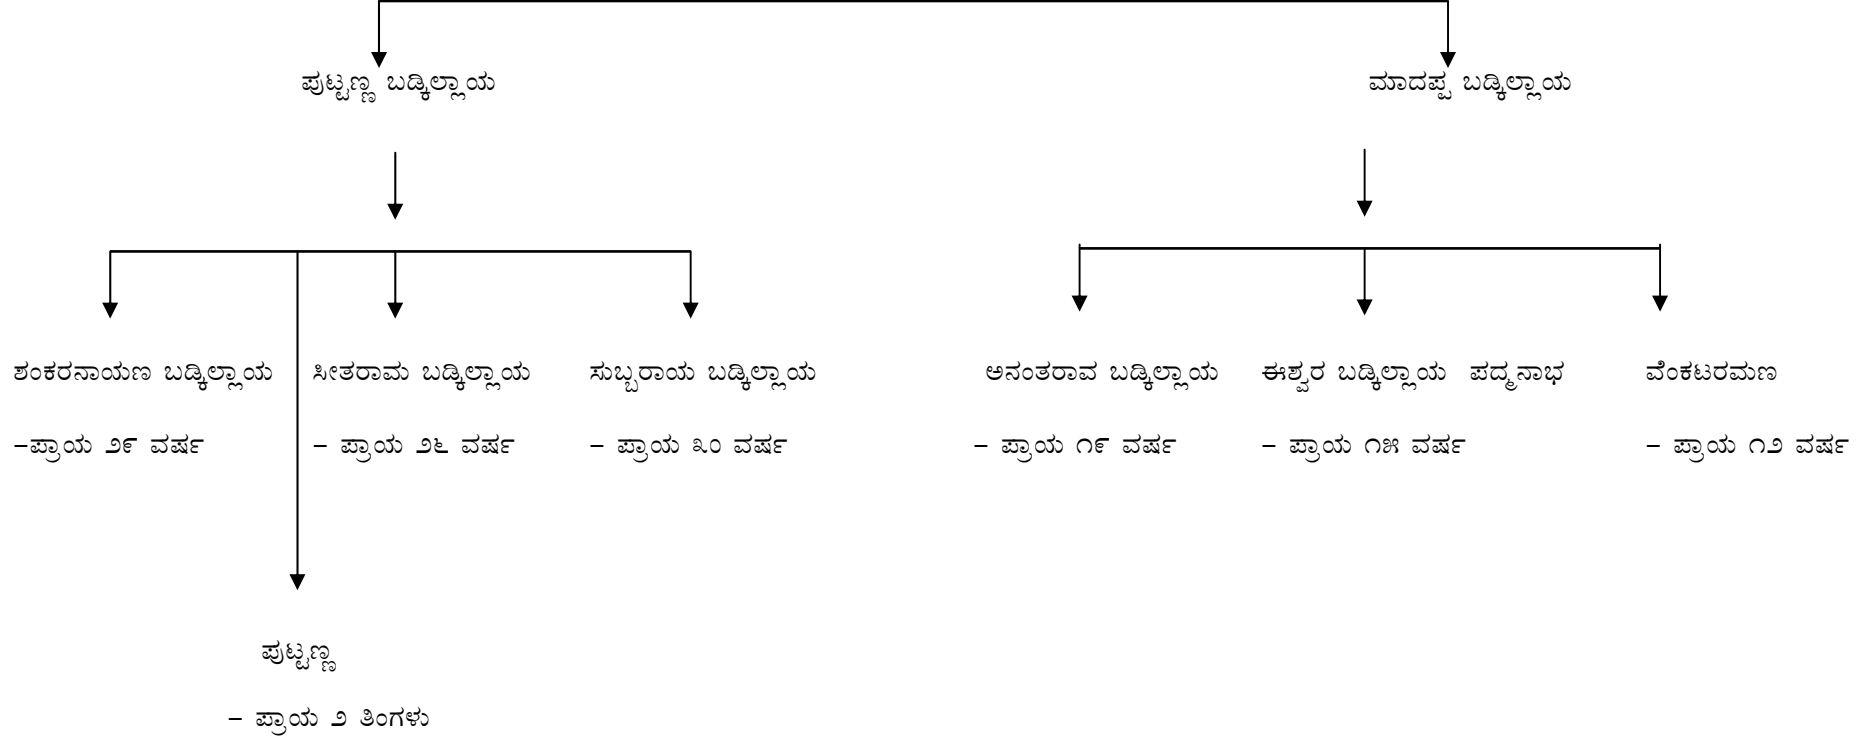 ಪುಟ್ಟಣ್ಣ ಬಡ್ಕಿಲ್ಲಾಯ ಮಾದಪ್ಪ ಬಡ್ಕಿಲ್ಲಾಯ
ಶಂಕರನಾಯಣ ಬಡ್ಕಿಲ್ಲಾಯ ಸೀತರಾಮ ಬಡ್ಕಿಲ್ಲಾಯ ಸುಬ್ಬರಾಯ ಬಡ್ಕಿಲ್ಲಾಯ ಅನಂತರಾವ ಬಡ್ಕಿಲ್ಲಾಯ ಈಶ್ವರ ಬಡ್ಕಿಲ್ಲಾಯ ಪದ್ಮನಾಭ ವೆಂಕಟರಮಣ
–ಪ್ರಾಯ ೨೯ ವರ್ಷ – ಪ್ರಾಯ ೨೬ ವರ್ಷ – ಪ್ರಾಯ ೩೦ ವರ್ಷ – ಪ್ರಾಯ ೧೯ ವರ್ಷ – ಪ್ರಾಯ ೧೫ ವರ್ಷ – ಪ್ರಾಯ ೧೨ ವರ್ಷ
ಪುಟ್ಟಣ್ಣ
– ಪ್ರಾಯ ೨ ತಿಂಗಳು